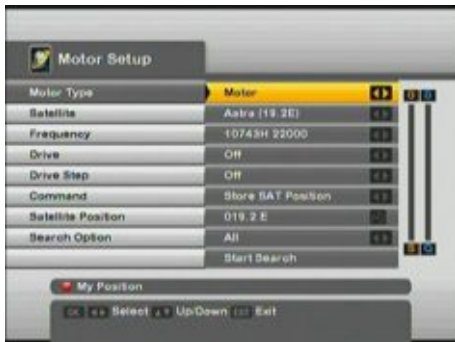 Motor Setup
Motor Type Motor
Satellite Astra (19.2E)
Frequency 10743H 22000
Drive Off
Drive Step Off
Command Store SAT Position
Satellite Position 019.2 E
Search Option All
Start Search
My Position
OK Select Up/Down Exit